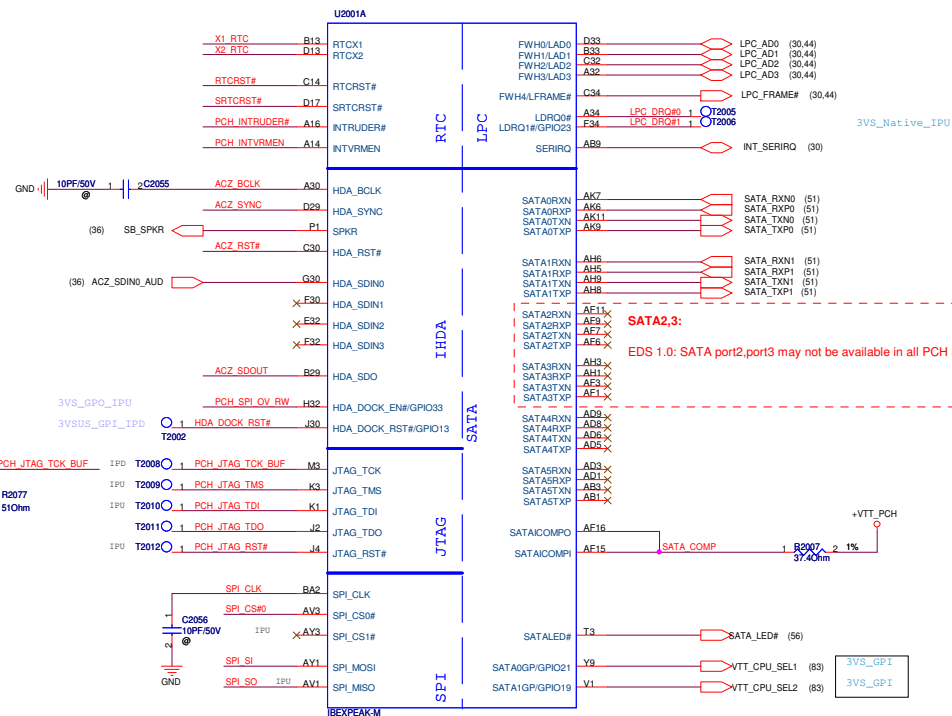 U2001A
X1_RTC B13 RTCX1 FWH0/LAD0 D33 LPC_AD0 (30,44)
X2_RTC D13 RTCX2 FWH1/LAD1 B33 LPC_AD1 (30,44)
FWH2/LAD2 C32 LPC_AD2 (30,44)
RTCRST# C14 RTCRST# FWH3/LAD3 A32 LPC_AD3 (30,44)
FWH4/LFRAME# C34 LPC_FRAME# (30,44)
SRTCRST# D17 SRTCRST#
LDRQ0# A34 LPC_DRQ#0 1 T2005
PCH_INTRUDER# A16 INTRUDER# LDRQ1#/GPIO23 F34 LPC_DRQ#1 1 T2006 3VS_Native_IPU
PCH_INTVRMEN A14 INTVRMEN SERIRQ AB9 INT_SERIRQ (30)
RTC LPC
GND 10PF/50V 1 2 C2055 ACZ_BCLK A30 HDA_BCLK
@
SATA0RXN AK7 SATA_RXN0 (51)
ACZ_SYNC D29 HDA_SYNC SATA0RXP AK6 SATA_RXP0 (51)
SATA0TXN AK11 SATA_TXN0 (51)
(36) SB_SPKR P1 SPKR SATA0TXP AK9 SATA_TXP0 (51)
ACZ_RST# C30 HDA_RST#
SATA1RXN AH6 SATA_RXN1 (51)
SATA1RXP AH5 SATA_RXP1 (51)
(36) ACZ_SDIN0_AUD G30 HDA_SDIN0 SATA1TXN AH9 SATA_TXN1 (51)
SATA1TXP AH8 SATA_TXP1 (51)
F30 HDA_SDIN1
SATA2RXN AF11
SATA2RXP AF9 SATA2,3:
E32 HDA_SDIN2 SATA2TXN AF7
SATA2TXP AF6
F32 HDA_SDIN3
EDS 1.0: SATA port2,port3 may not be available in all PCH
IHDA SATA
SATA3RXN AH3
ACZ_SDOUT B29 HDA_SDO SATA3RXP AH1
SATA3TXN AF3
SATA3TXP AF1
3VS_GPO_IPU PCH_SPI_OV_RW H32 HDA_DOCK_EN#/GPIO33
SATA4RXN AD9
3VSUS_GPI_IPD 1 HDA_DOCK_RST# J30 HDA_DOCK_RST#/GPIO13 SATA4RXP AD8
T2002
SATA4TXN AD6
SATA4TXP AD5
PCH_JTAG_TCK_BUF IPD T2008 1 PCH_JTAG_TCK_BUF M3 JTAG_TCK SATA5RXN AD3
SATA5RXP AD1
R2077 IPU T2009 1 PCH_JTAG_TMS K3 JTAG_TMS SATA5TXN AB3
51Ohm
SATA5TXP AB1
IPU T2010 1 PCH_JTAG_TDI K1 JTAG_TDI
+VTT_PCH
T2011 1 PCH_JTAG_TDO J2 JTAG_TDO SATAICOMPO AF16
IPU T2012 1 PCH_JTAG_RST# J4 JTAG_RST# SATAICOMPI AF15 SATA_COMP 1 R2007 2 1%
37.4Ohm
JTAG
SPI_CLK BA2 SPI_CLK
SPI_CS#0 AV3 SPI_CS0#
1 C2056
10PF/50V
@
2
GND
IPU AY3 SPI_CS1# SATALED# T3 SATA_LED# (56)
SPI_SI AY1 SPI_MOSI SATA0GP/GPIO21 Y9 VTT_CPU_SEL1 (83) 3VS_GPI
SPI_SO IPU AV1 SPI_MISO SATA1GP/GPIO19 V1 VTT_CPU_SEL2 (83) 3VS_GPI
SPI
IBEXPEAK-M